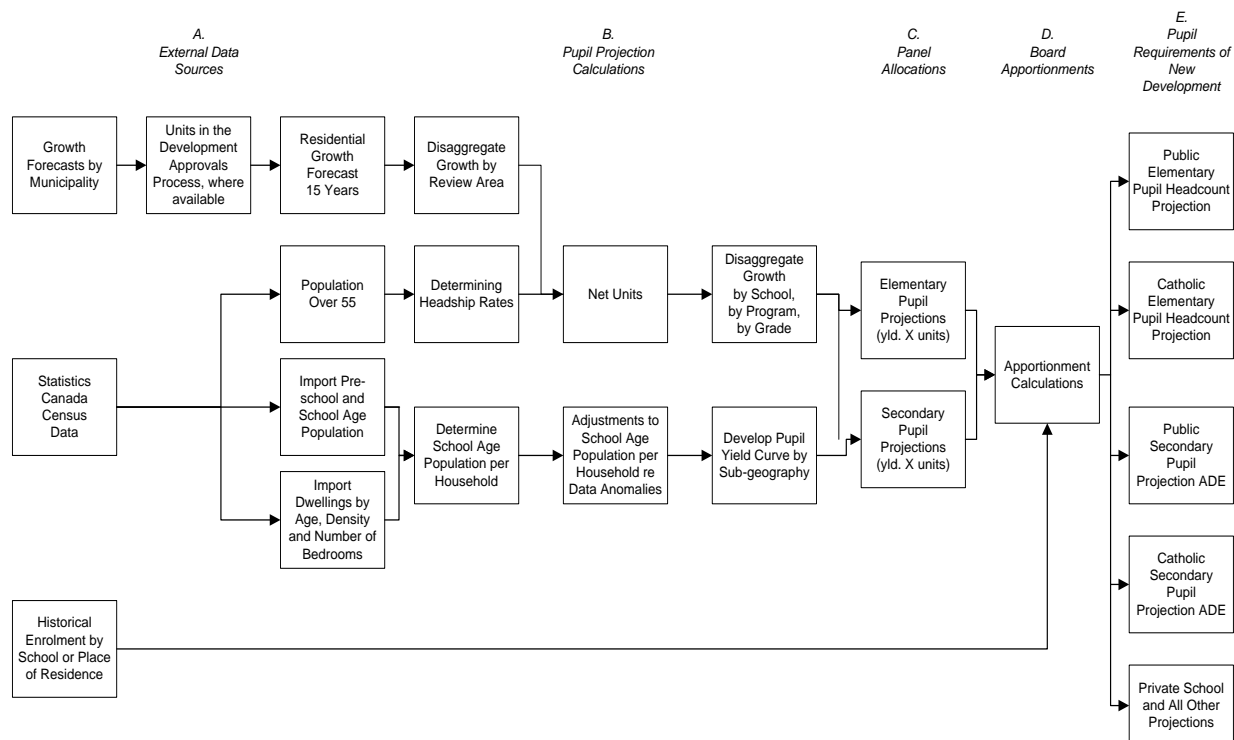 A.
External Data
Sources
B.
Pupil Projection
Calculations
C.
Panel
Allocations
D.
Board
Apportionments
E.
Pupil
Requirements of
New
Development
Growth
Forecasts by
Municipality
Units in the
Development
Approvals
Process, where
available
Residential
Growth
Forecast
15 Years
Disaggregate
Growth by
Review Area
Public
Elementary
Pupil Headcount
Projection
Population
Over 55
Determining
Headship Rates
Net Units
Disaggregate
Growth
by School,
by Program,
by Grade
Elementary
Pupil
Projections
(yld. X units)
Catholic
Elementary
Pupil Headcount
Projection
Statistics
Canada
Census
Data
Import Pre-
school and
School Age
Population
Apportionment
Calculations
Determine
School Age
Population per
Household
Adjustments to
School Age
Population per
Household re
Data Anomalies
Develop Pupil
Yield Curve by
Sub-geography
Secondary
Pupil
Projections
(yld. X units)
Public
Secondary
Pupil
Projection ADE
Import
Dwellings by
Age, Density
and Number of
Bedrooms
Catholic
Secondary
Pupil
Projection ADE
Historical
Enrolment by
School or Place
of Residence
Private School
and All Other
Projections